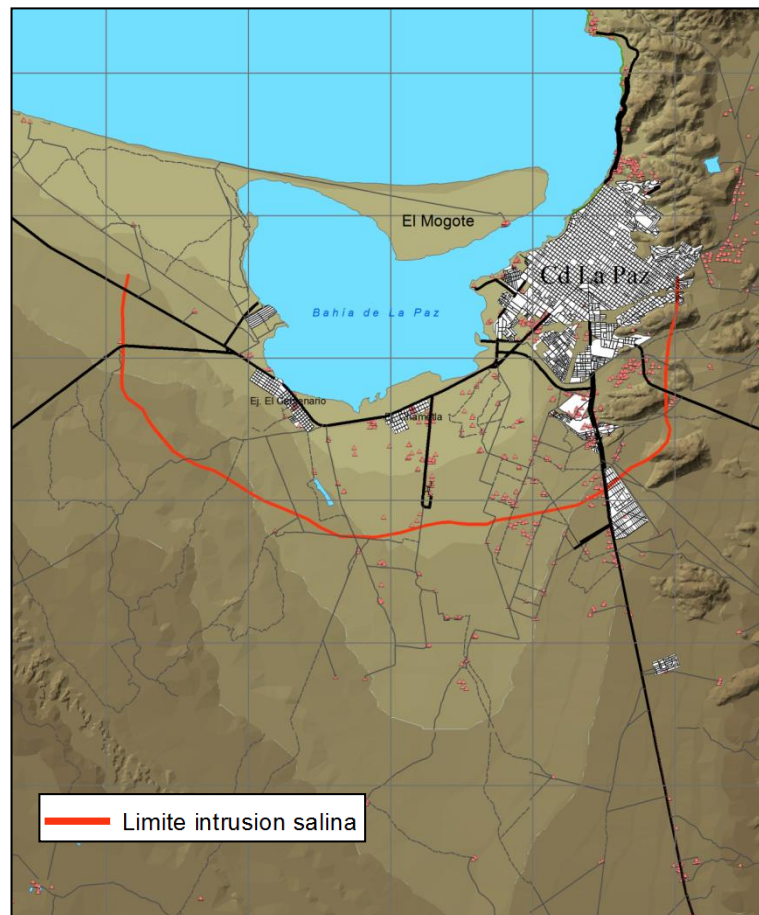 El Mogote
Cd La Paz
Bahía de La Paz
Ej. El Centenario
Limite intrusion salina